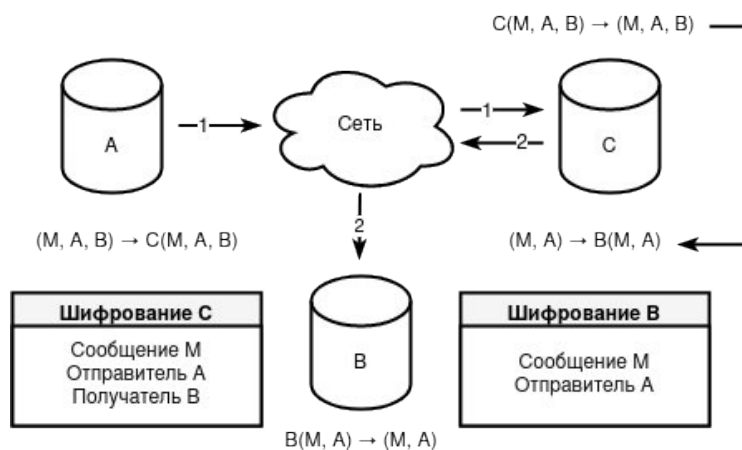 C(M, A, B) → (M, A, B)
A
1
Сеть
1
2
C
(M, A, B) → C(M, A, B)
2
(M, A) → B(M, A)
Шифрование C
Сообщение M
Отправитель A
Получатель B
B
Шифрование B
Сообщение M
Отправитель A
B(M, A) → (M, A)